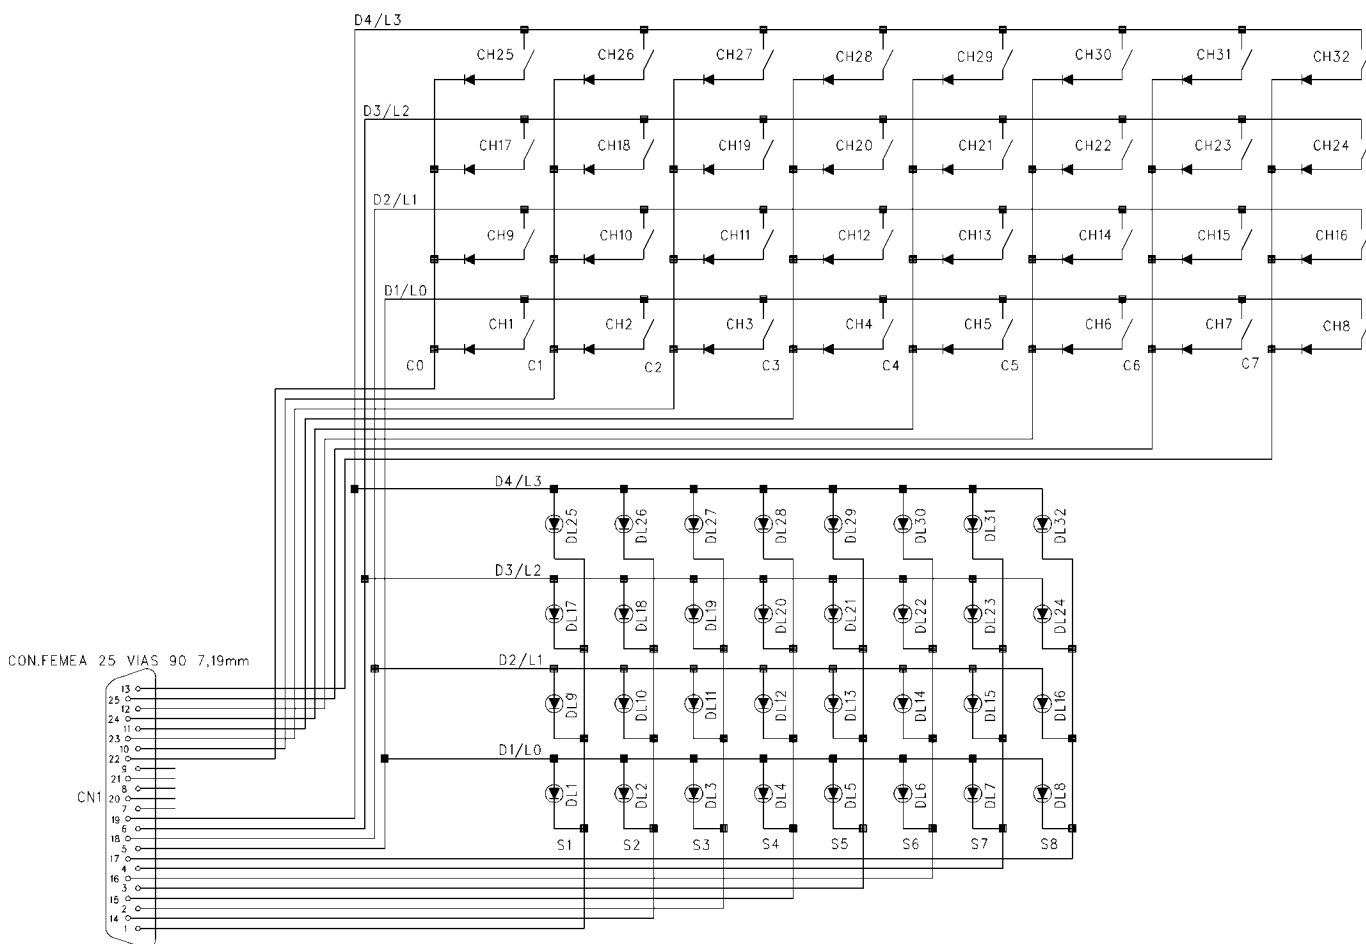 D4/L3
CH25 CH26 CH27 CH28 CH29 CH30 CH31 CH32
D3/L2
CH17 CH18 CH19 CH20 CH21 CH22 CH23 CH24
D2/L1
CH9 CH10 CH11 CH12 CH13 CH14 CH15 CH16
D1/L0
CH1 CH2 CH3 CH4 CH5 CH6 CH7 CH8
C0 C1 C2 C3 C4 C5 C6 C7
D4/L3
DL25 DL26 DL27 DL28 DL29 DL30 DL31 DL32
D3/L2
DL17 DL18 DL19 DL20 DL21 DL22 DL23 DL24
D2/L1
DL9 DL10 DL11 DL12 DL13 DL14 DL15 DL16
D1/L0
DL1 DL2 DL3 DL4 DL5 DL6 DL7 DL8
S1 S2 S3 S4 S5 S6 S7 S8
CON.FEMEA 25 VIAS 90 7,19mm
13
25
12
24
11
23
10
22
9
21
8
CN1 20
7
19
6
18
5
17
4
16
3
15
2
14
1